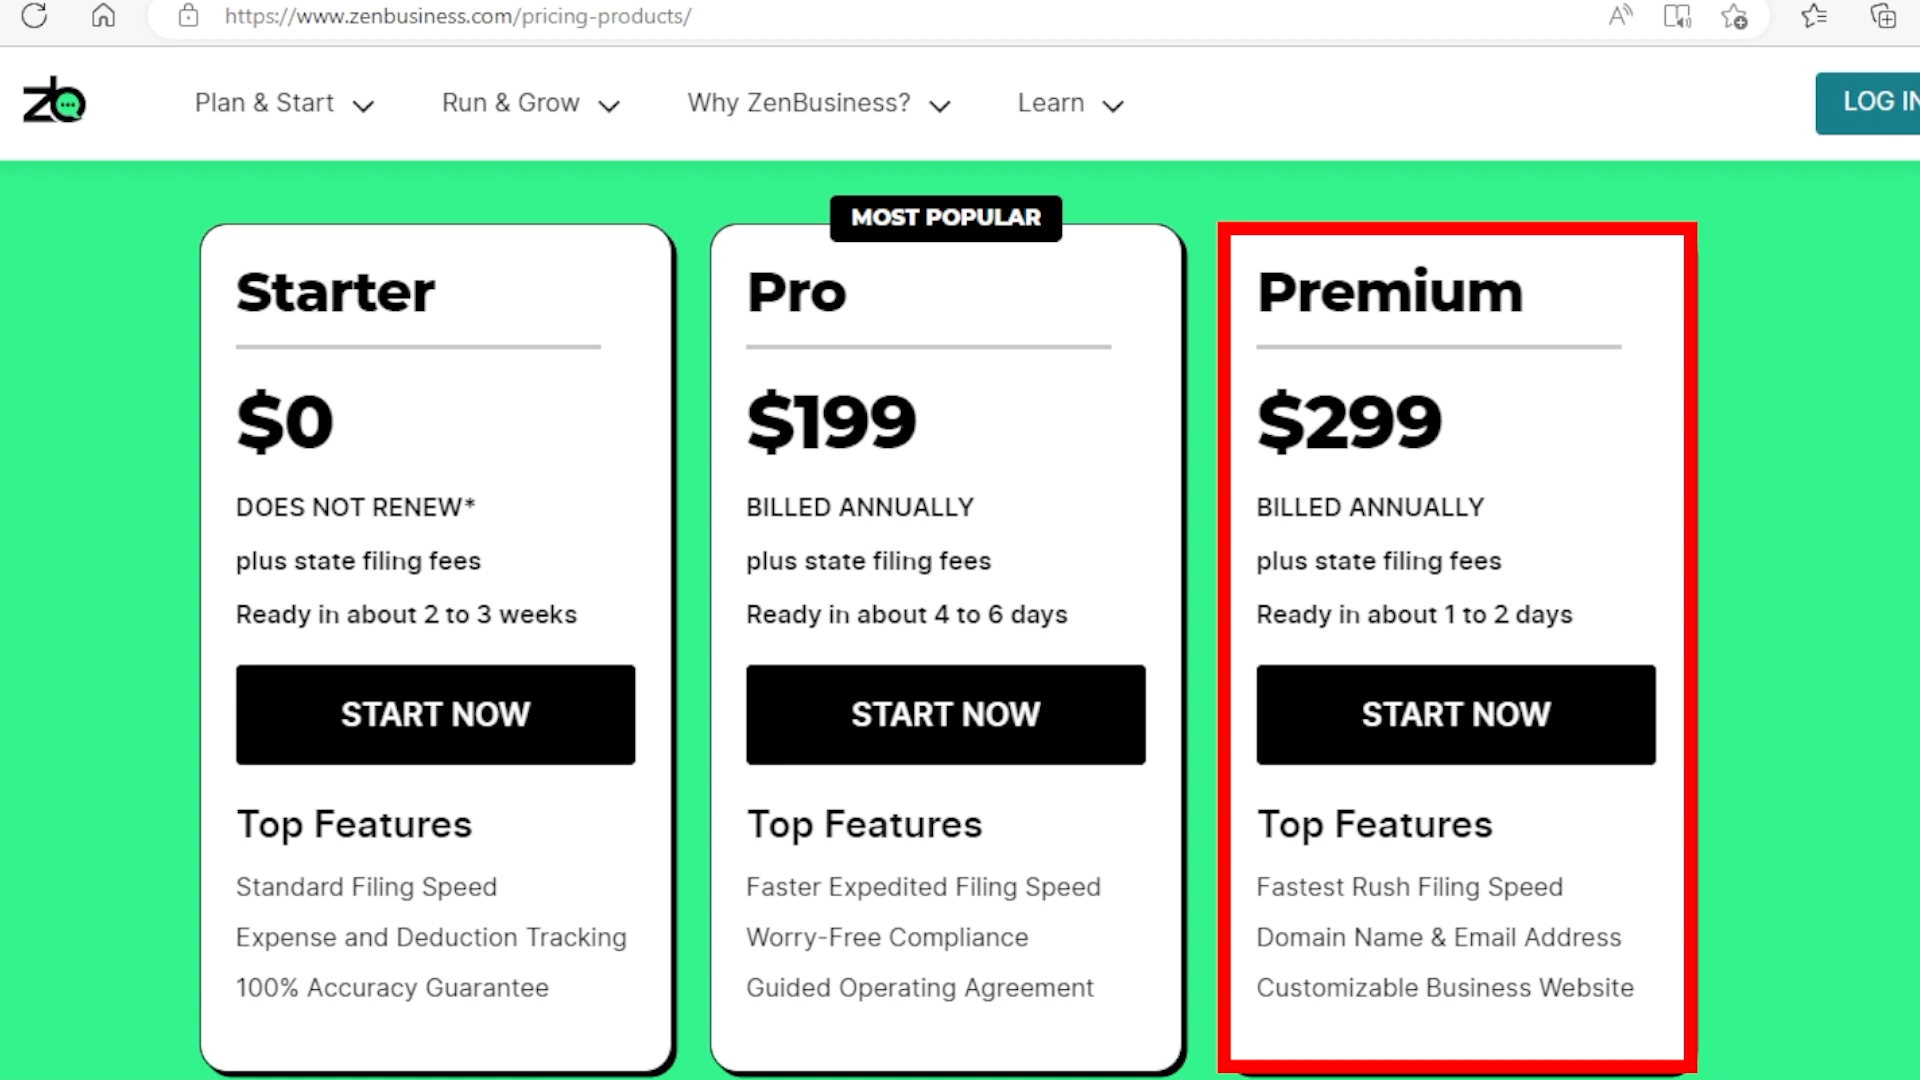 https://www.zenbusiness.com/pricing-products/
zb
Plan & Start
Run & Grow
Why ZenBusiness?
Learn
LOG IN
MOST POPULAR
Starter
$0
DOES NOT RENEW*
plus state filing fees
Ready in about 2 to 3 weeks
START NOW
Top Features
Standard Filing Speed
Expense and Deduction Tracking
100% Accuracy Guarantee
Pro
$199
BILLED ANNUALLY
plus state filing fees
Ready in about 4 to 6 days
START NOW
Top Features
Faster Expedited Filing Speed
Worry-Free Compliance
Guided Operating Agreement
Premium
$299
BILLED ANNUALLY
plus state filing fees
Ready in about 1 to 2 days
START NOW
Top Features
Fastest Rush Filing Speed
Domain Name & Email Address
Customizable Business Website